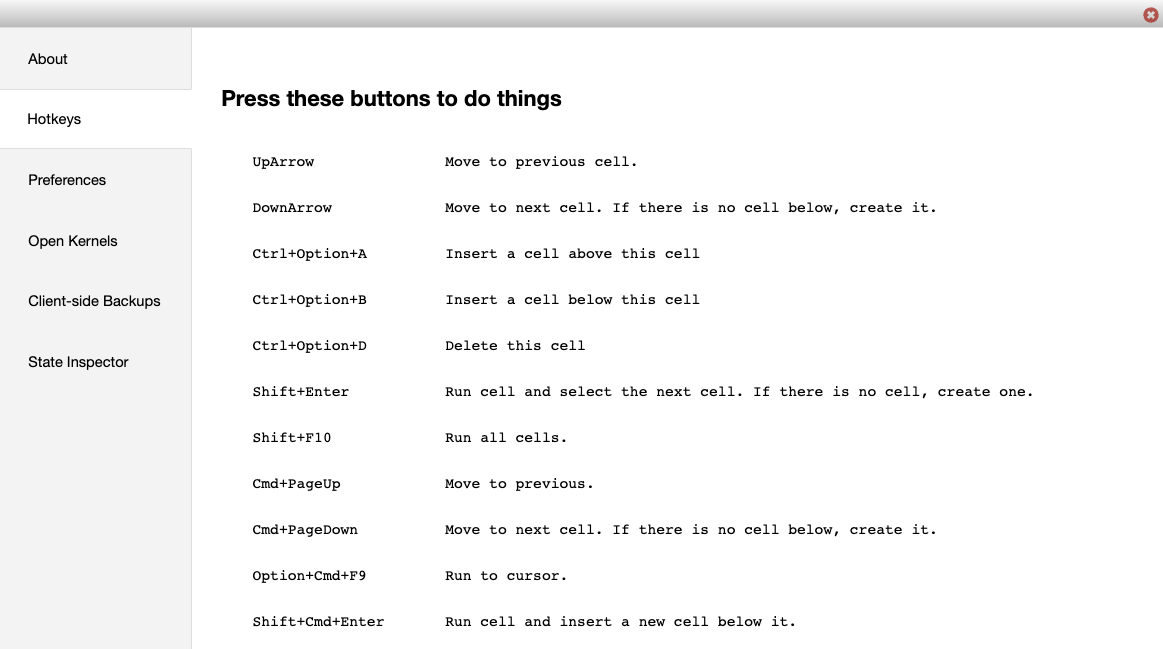 About
Hotkeys
Preferences
Open Kernels
Client-side Backups
State Inspector
Press these buttons to do things
UpArrow Move to previous cell.
DownArrow Move to next cell. If there is no cell below, create it.
Ctrl+Option+A Insert a cell above this cell
Ctrl+Option+B Insert a cell below this cell
Ctrl+Option+D Delete this cell
Shift+Enter Run cell and select the next cell. If there is no cell, create one.
Shift+F10 Run all cells.
Cmd+PageUp Move to previous.
Cmd+PageDown Move to next cell. If there is no cell below, create it.
Option+Cmd+F9 Run to cursor.
Shift+Cmd+Enter Run cell and insert a new cell below it.